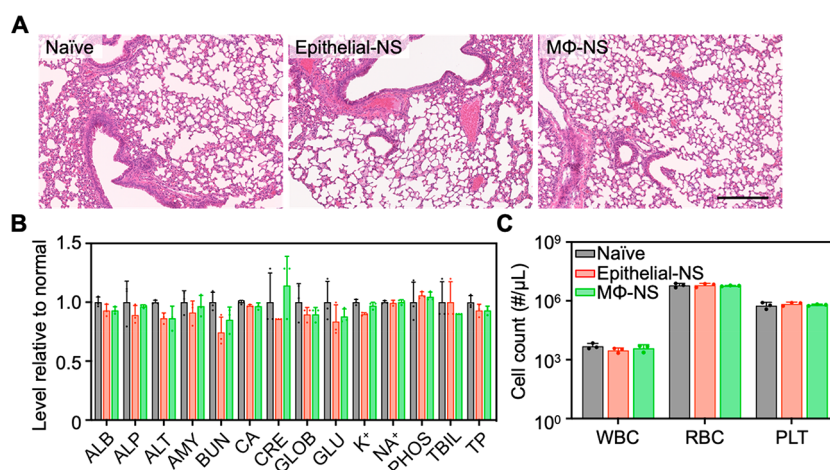 A
Naïve
Epithelial-NS
MΦ-NS
B
Level relative to normal
1.5
1.0
0.5
0
ALB
ALP
ALT
AMY
BUN
CA
CRE
GLOB
GLU
K⁺
NA⁺
PHOS
TBIL
TP
C
Cell count (#/μL)
10⁹
10⁶
10³
10⁰
Naïve
Epithelial-NS
MΦ-NS
WBC
RBC
PLT